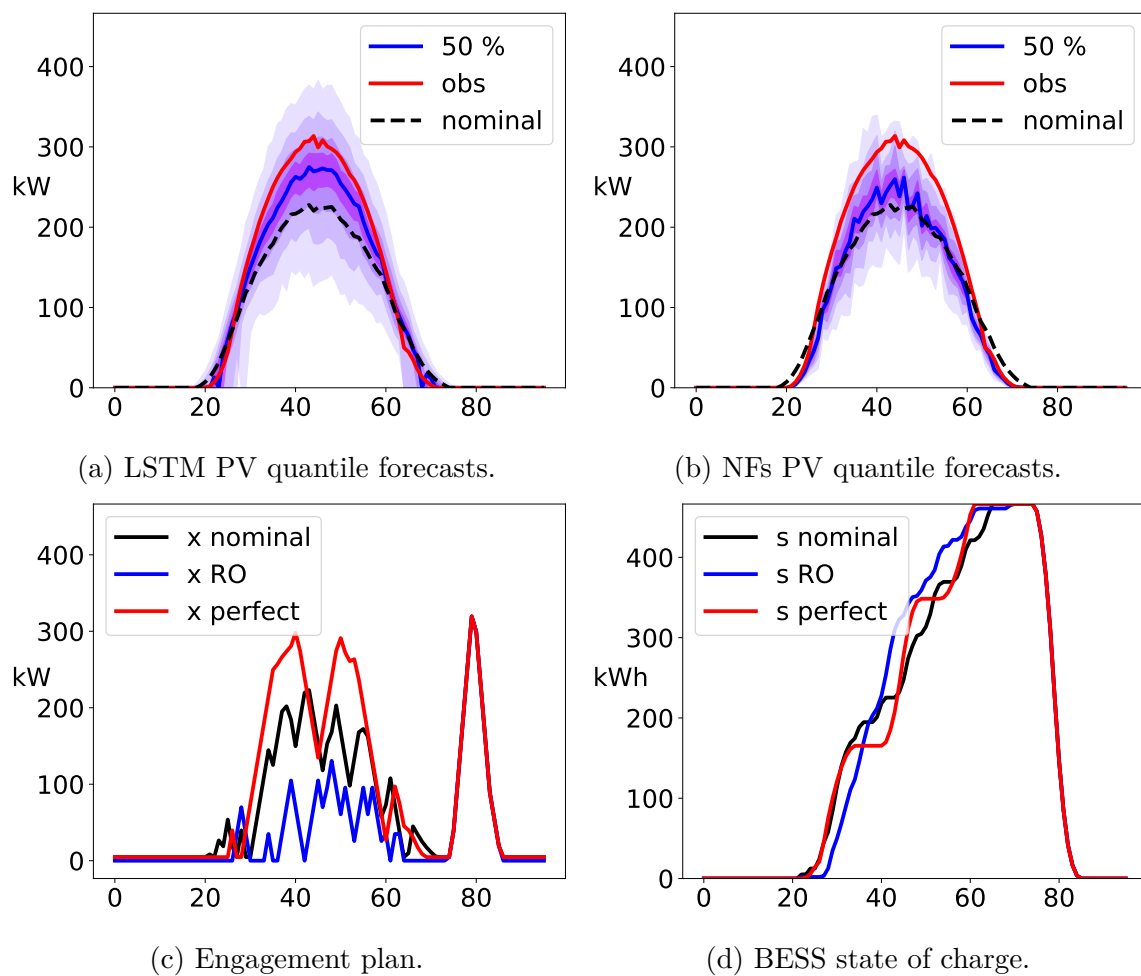 400
300
kW
200
100
0
0 20 40 60 80
50 %
obs
nominal
(a) LSTM PV quantile forecasts.
400
300
kW
200
100
0
0 20 40 60 80
50 %
obs
nominal
(b) NFs PV quantile forecasts.
400
300
kW
200
100
0
0 20 40 60 80
x nominal
x RO
x perfect
(c) Engagement plan.
400
300
kWh
200
100
0
0 20 40 60 80
s nominal
s RO
s perfect
(d) BESS state of charge.